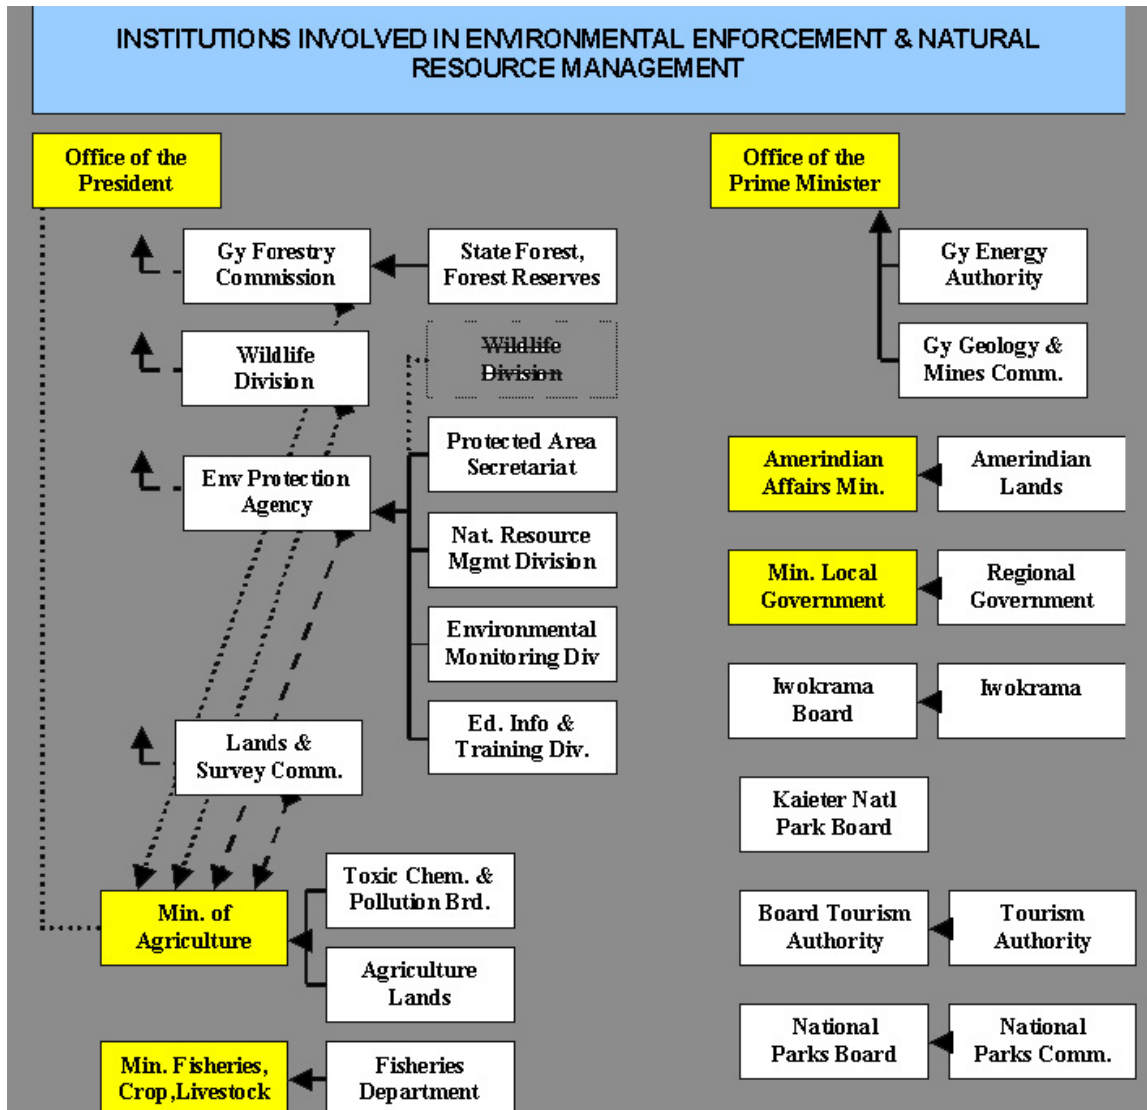 INSTITUTIONS INVOLVED IN ENVIRONMENTAL ENFORCEMENT & NATURAL
RESOURCE MANAGEMENT
Office of the
President
Office of the
Prime Minister
Gy Forestry
Commission
State Forest,
Forest Reserves
Gy Energy
Authority
Wildlife
Division
Wildlife
Division
Gy Geology &
Mines Comm.
Env Protection
Agency
Protected Area
Secretariat
Amerindian
Affairs Min.
Amerindian
Lands
Nat. Resource
Mgmt Division
Min. Local
Government
Regional
Government
Environmental
Monitoring Div
Iwokrama
Board
Iwokrama
Lands &
Survey Comm.
Ed. Info &
Training Div.
Kaieter Natl
Park Board
Min. of
Agriculture
Toxic Chem. &
Pollution Brd.
Board Tourism
Authority
Tourism
Authority
Agriculture
Lands
National
Parks Board
National
Parks Comm.
Min. Fisheries,
Crop,Livestock
Fisheries
Department